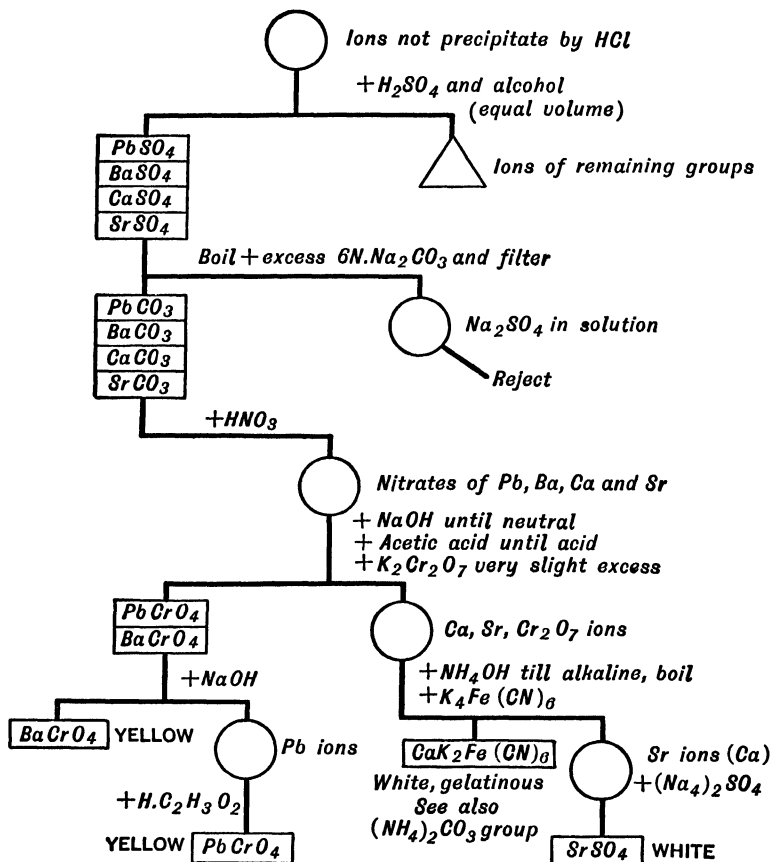 Ions not precipitate by HCl
+H₂SO₄ and alcohol
(equal volume)
PbSO₄
BaSO₄
CaSO₄
SrSO₄
Ions of remaining groups
Boil + excess 6N.Na₂CO₃ and filter
PbCO₃
BaCO₃
CaCO₃
SrCO₃
Na₂SO₄ in solution
Reject
+HNO₃
Nitrates of Pb, Ba, Ca and Sr
+ NaOH until neutral
+ Acetic acid until acid
+ K₂Cr₂O₇ very slight excess
PbCrO₄
BaCrO₄
Ca, Sr, Cr₂O₇ ions
+NaOH
+NH₄OH till alkaline, boil
+K₄Fe(CN)₆
BaCrO₄ YELLOW
Pb ions
CaK₂Fe(CN)₆
White, gelatinous
See also
(NH₄)₂CO₃ group
Sr ions (Ca)
+(Na₄)₂SO₄
+H.C₂H₃O₂
YELLOW PbCrO₄
SrSO₄ WHITE